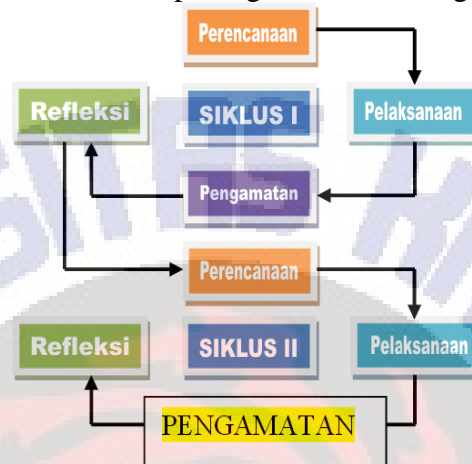 Perencanaan
Refleksi
SIKLUS I
Pelaksanaan
Pengamatan
Perencanaan
Refleksi
SIKLUS II
Pelaksanaan
PENGAMATAN